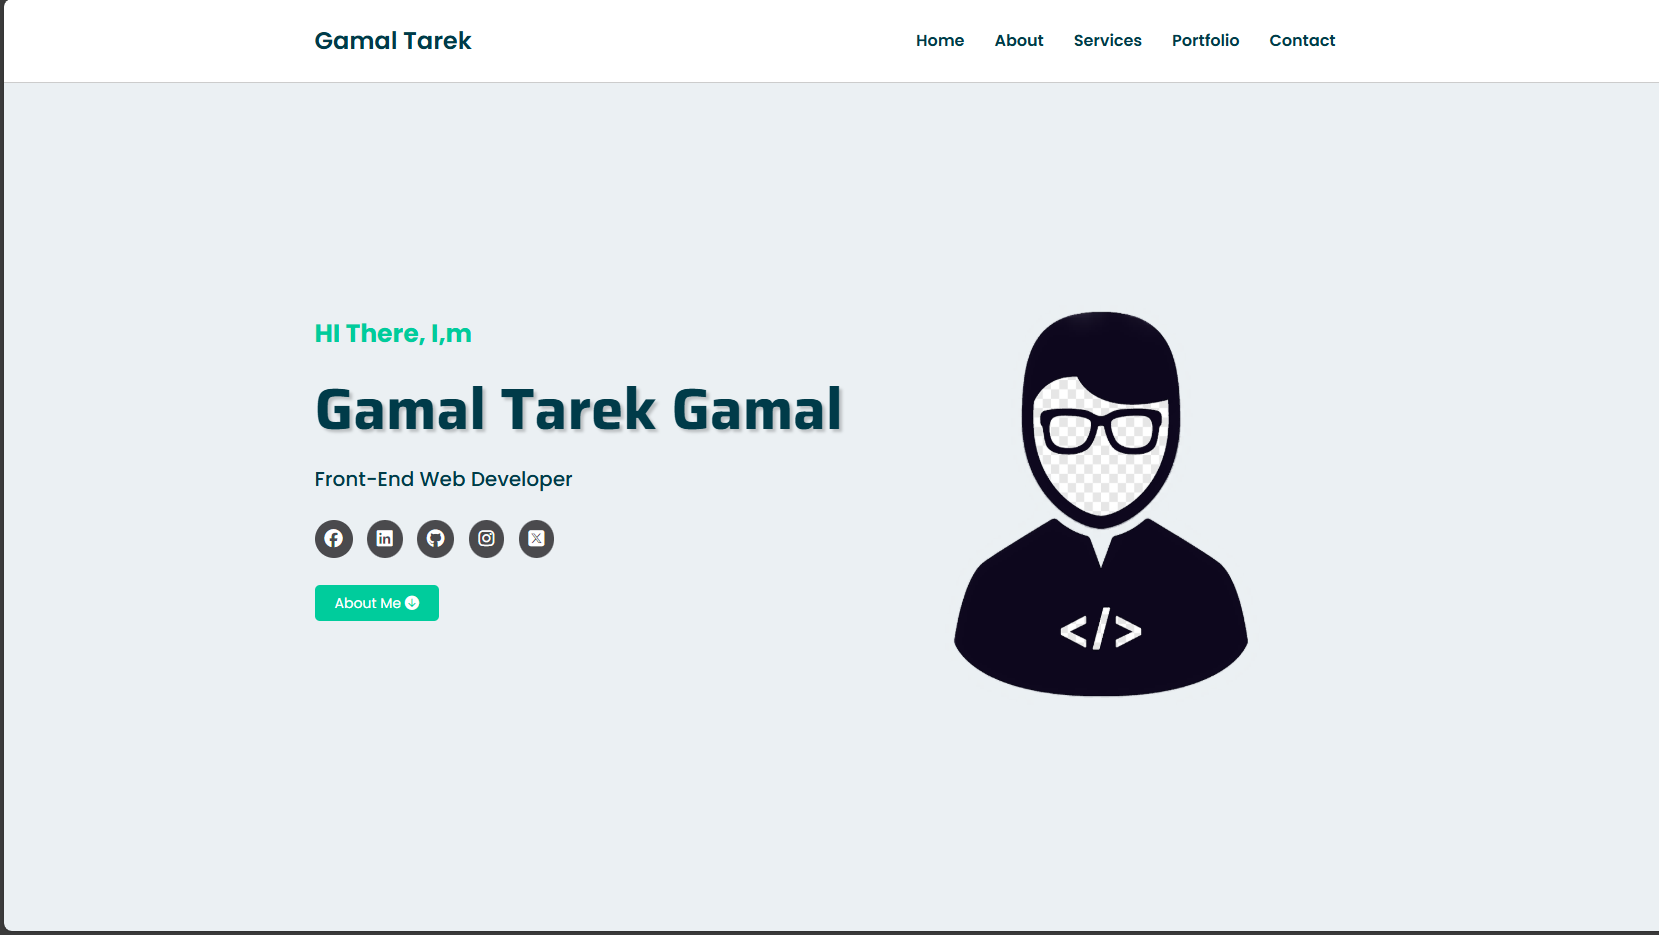 Gamal Tarek
Home About Services Portfolio Contact
HI There, I,m
Gamal Tarek Gamal
Front-End Web Developer
About Me
</>